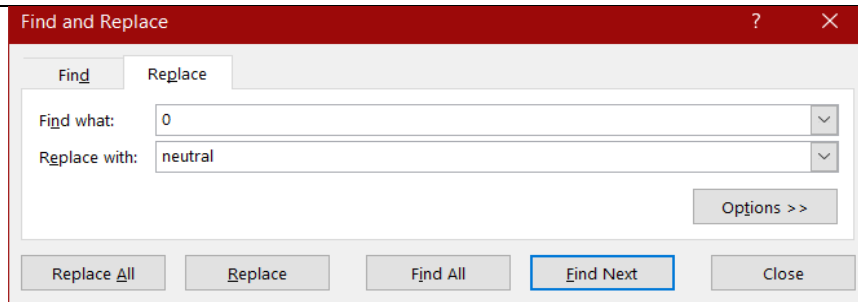 Find and Replace ? ×
Find Replace
Find what: 0
Replace with: neutral
Options >>
Replace All Replace Find All Find Next Close